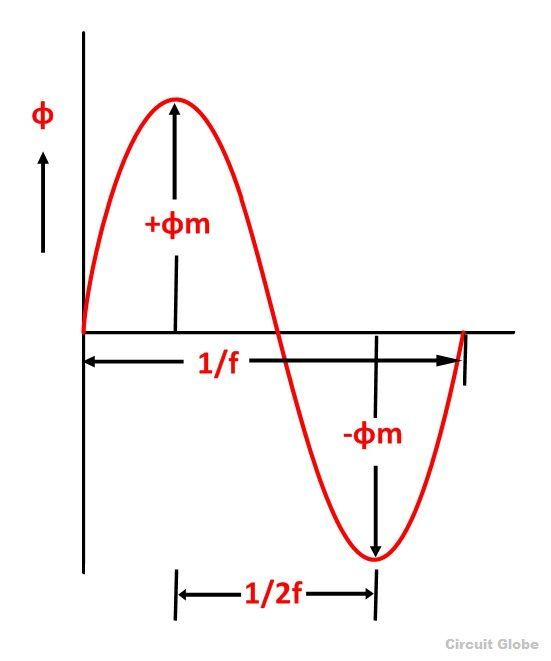 ϕ
+ϕm
1/f
-ϕm
1/2f
Circuit Globe